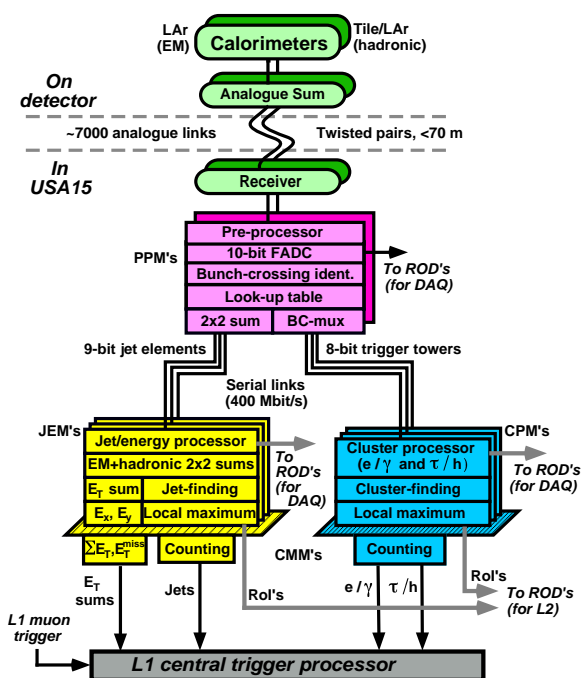 LAr
(EM)
Calorimeters
Tile/LAr
(hadronic)
On
detector
Analogue Sum
~7000 analogue links
Twisted pairs, <70 m
In
USA15
Receiver
PPM's
Pre-processor
10-bit FADC
Bunch-crossing ident.
Look-up table
2x2 sum
BC-mux
To ROD's
(for DAQ)
9-bit jet elements
8-bit trigger towers
Serial links
(400 Mbit/s)
JEM's
Jet/energy processor
EM+hadronic 2x2 sums
E_T sum
Jet-finding
E_x, E_y
Local maximum
To
ROD's
(for
DAQ)
CPM's
Cluster processor
(e / γ and τ / h)
Cluster-finding
Local maximum
To
ROD's
(for
DAQ)
ΣE_T, E_T^miss
Counting
CMM's
Counting
E_T
sums
Jets
RoI's
e / γ
τ / h
RoI's
To ROD's
(for L2)
L1 muon
trigger
L1 central trigger processor